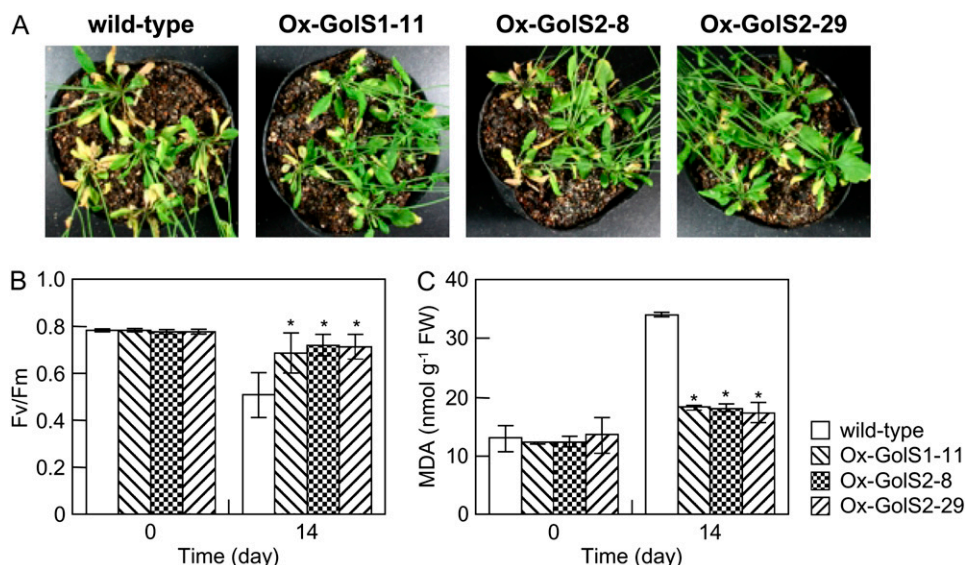 A
wild-type
Ox-GolS1-11
Ox-GolS2-8
Ox-GolS2-29
B
1.0
0.8
0.6
0.4
0.2
0
Fv/Fm
* * *
0 14
Time (day)
C
40
30
20
10
0
MDA (nmol g⁻¹ FW)
* * *
0 14
Time (day)
wild-type
Ox-GolS1-11
Ox-GolS2-8
Ox-GolS2-29